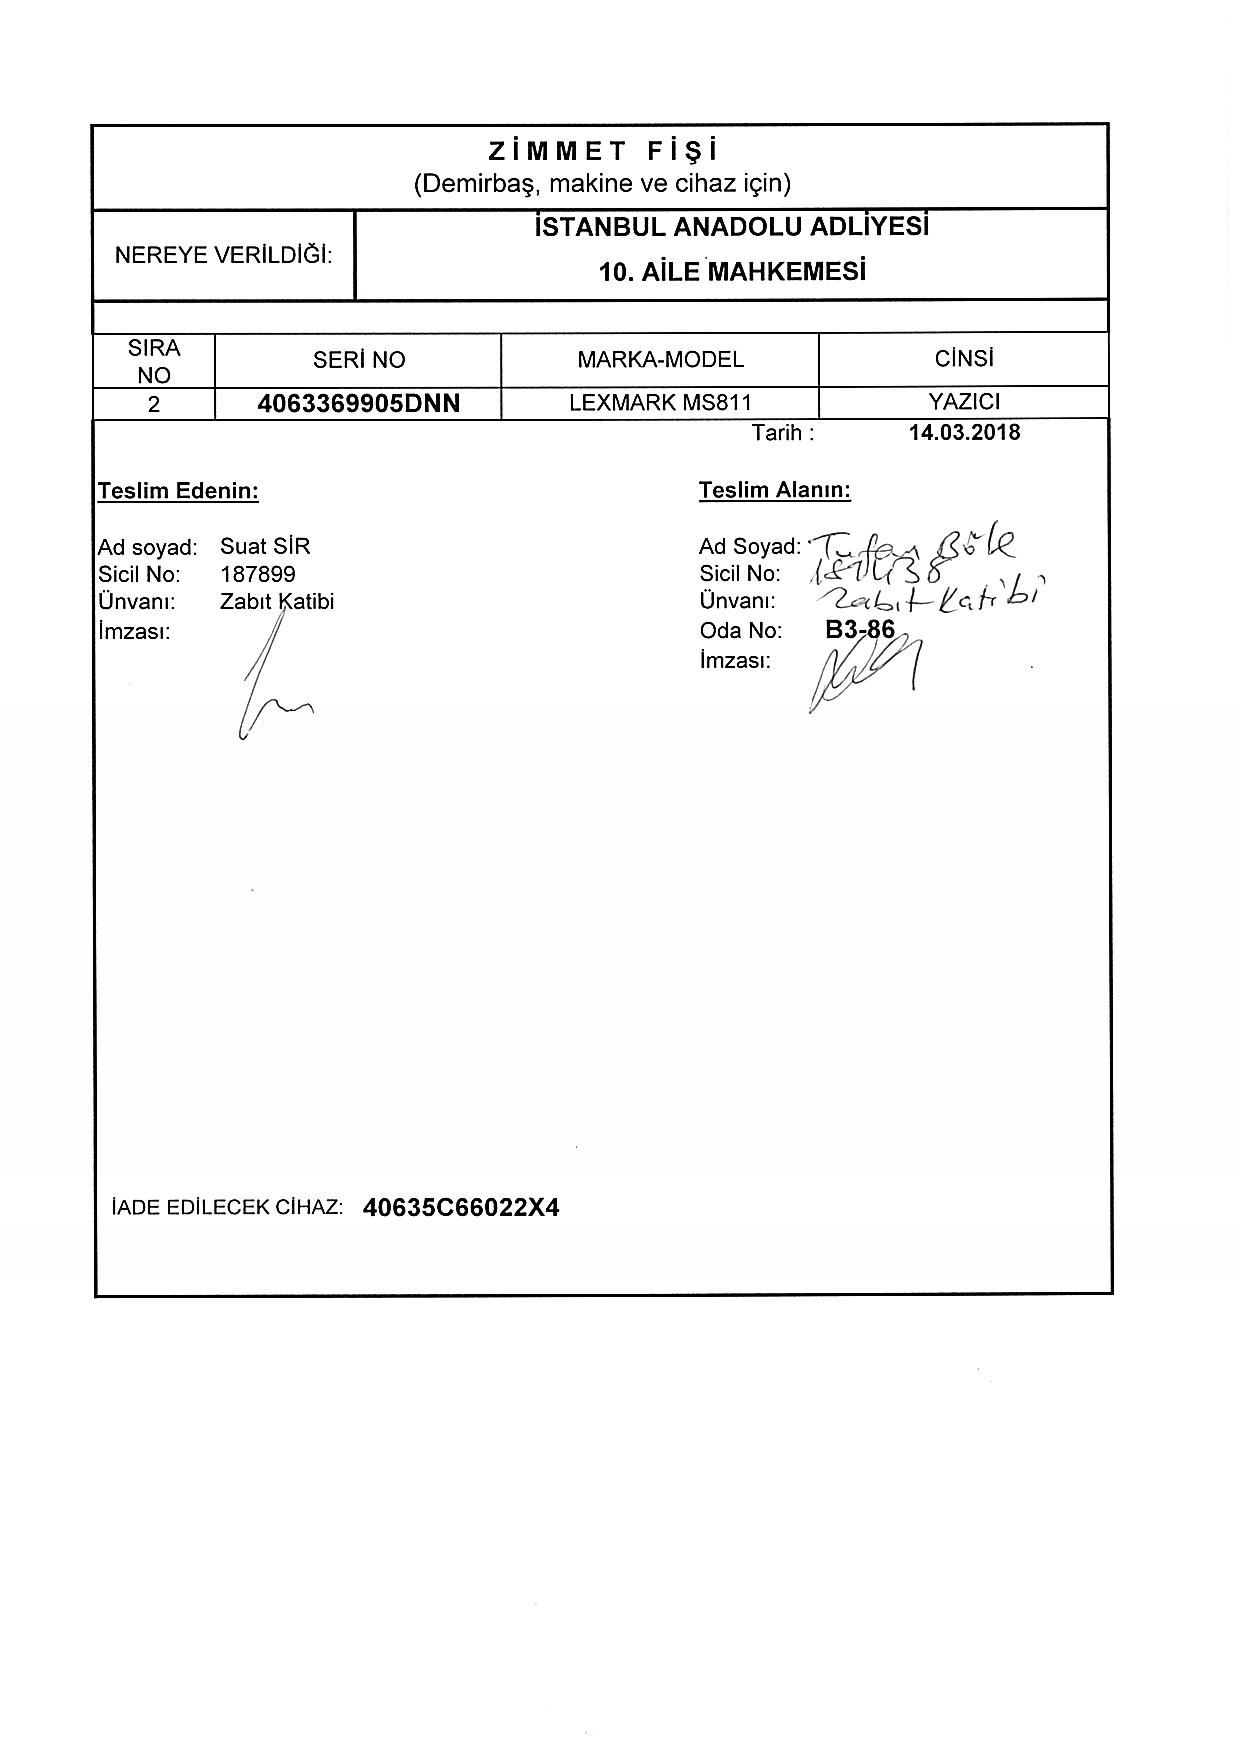 ZİMMET FİŞİ
(Demirbaş, makine ve cihaz için)
NEREYE VERİLDİĞİ:
İSTANBUL ANADOLU ADLİYESİ
10. AİLE MAHKEMESİ
SIRA NO SERİ NO MARKA-MODEL CİNSİ
2 4063369905DNN LEXMARK MS811 YAZICI
Tarih : 14.03.2018
Teslim Edenin: Teslim Alanın:
Ad soyad: Suat SİR Ad Soyad: Tufan
Sicil No: 187899 Sicil No:
Ünvanı: Zabıt Katibi Ünvanı: Zabıt Katibi
İmzası: Oda No: B3-86
İmzası:
İADE EDİLECEK CİHAZ: 40635C66022X4